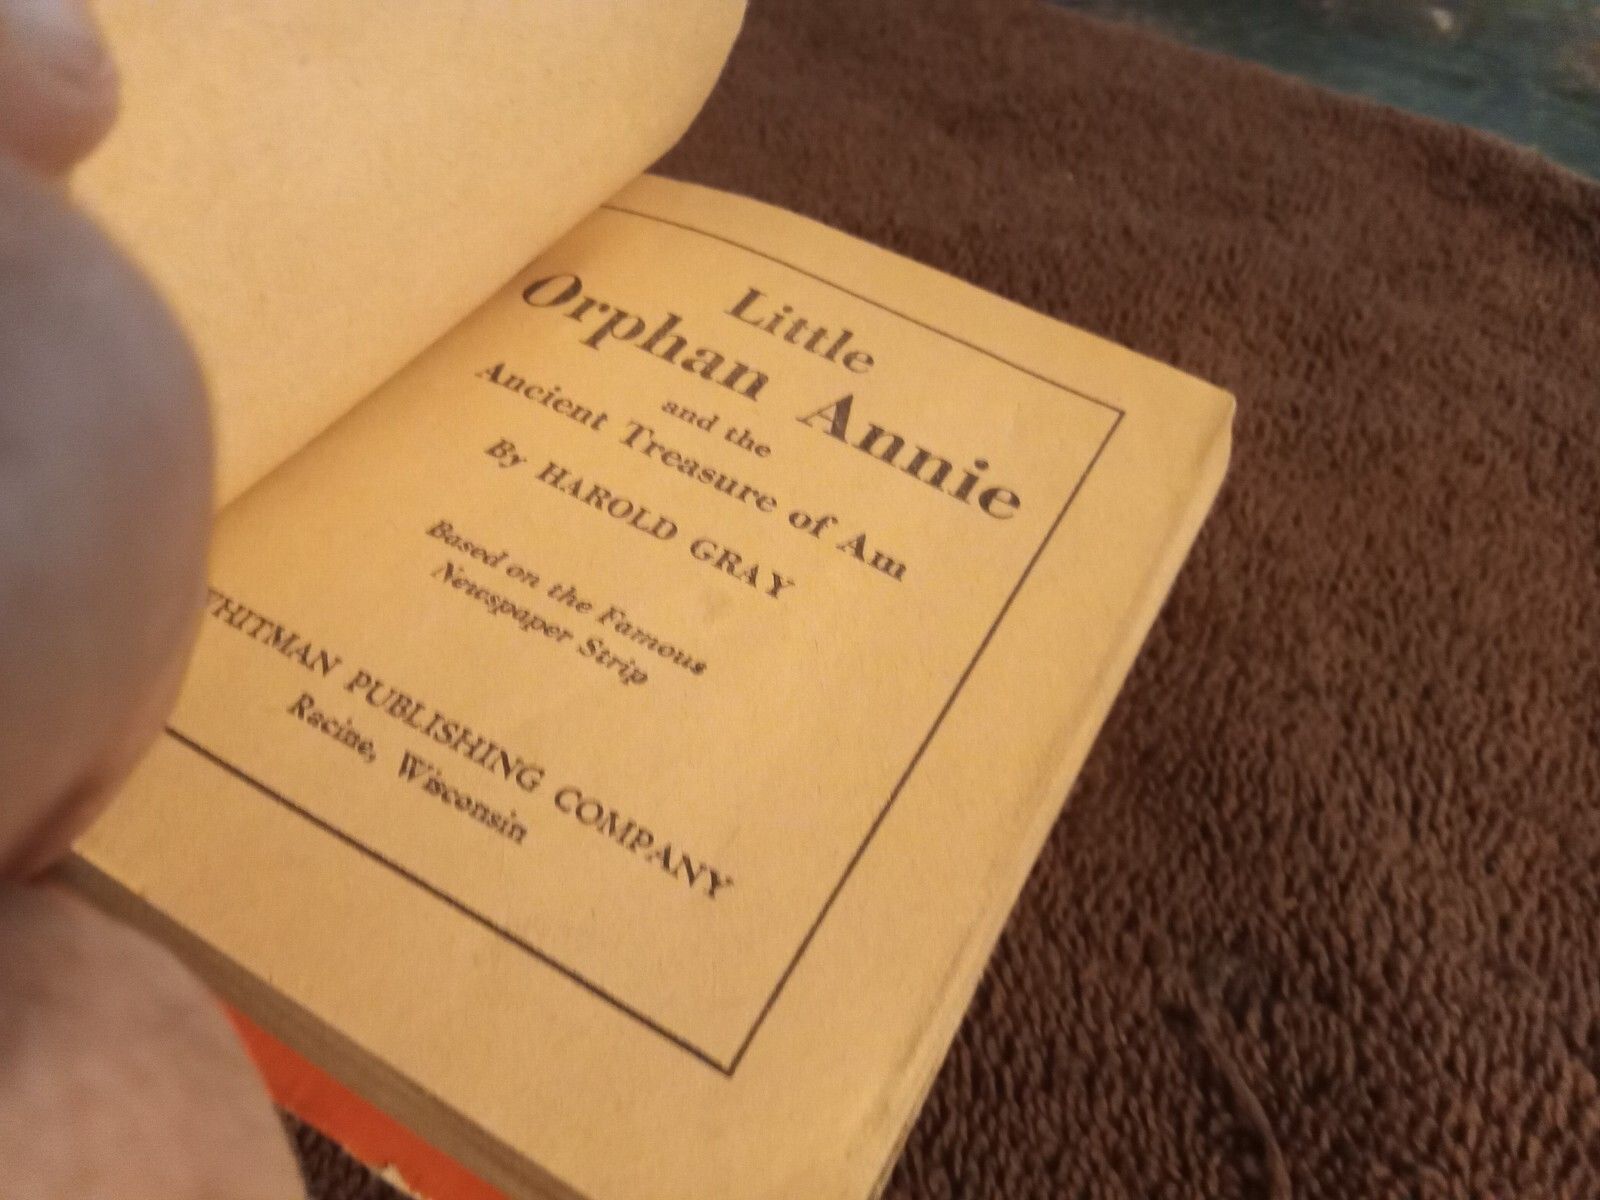 Little
Orphan Annie
and the
Ancient Treasure of Am
By HAROLD GRAY
Based on the Famous
Newspaper Strip
WHITMAN PUBLISHING COMPANY
Racine, Wisconsin